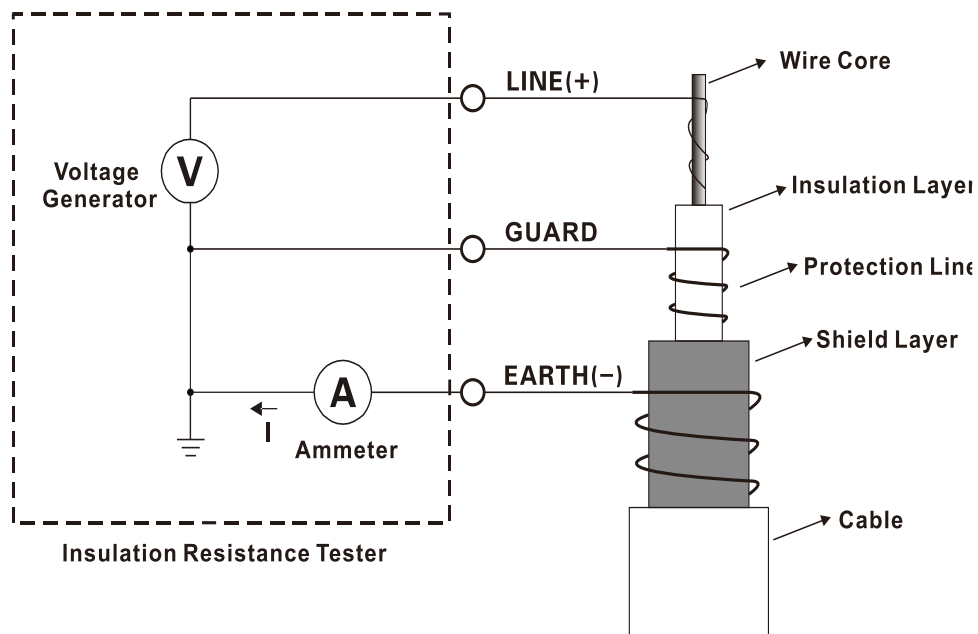 Wire Core
LINE(+)
Voltage
Generator
V
Insulation Layer
GUARD
Protection Line
Shield Layer
EARTH(−)
A
I
Ammeter
Cable
Insulation Resistance Tester